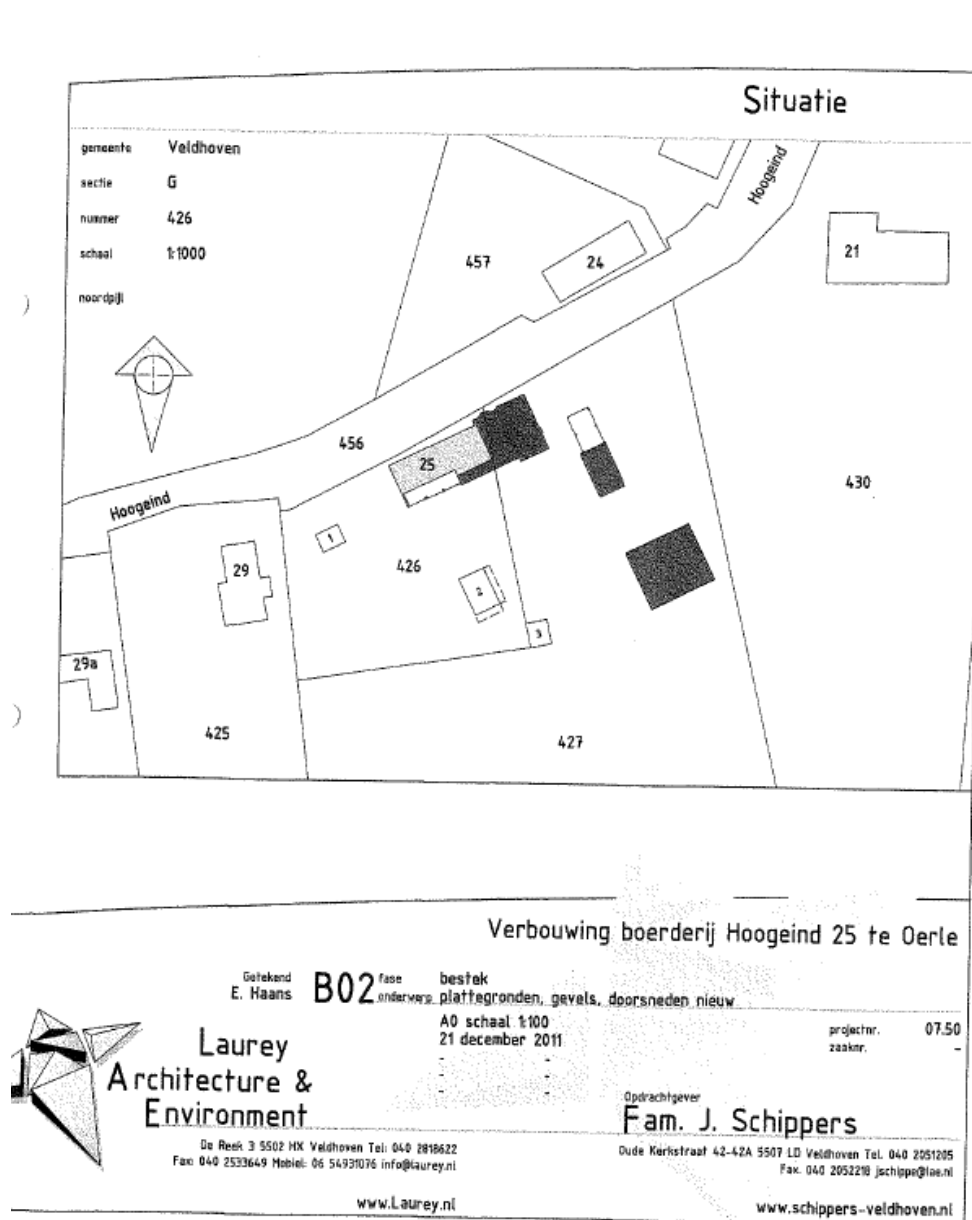 Situatie
gemeente Veldhoven
sectie G
nummer 426
schaal 1:1000
noordpijl
Hoogeind
21
457
24
456
25
430
Hoogeind
1
29
426
2
3
29a
425
427
Verbouwing boerderij Hoogeind 25 te Oerle
Getekend
E. Haans
B02
fase bestek
onderwerp plattegronden, gevels, doorsneden nieuw
A0 schaal 1:100
21 december 2011
- -
- -
- -
projectnr. 07.50
zaaknr. -
Laurey
Architecture &
Environment
De Reek 3 5502 HX Veldhoven Tel: 040 2818622
Fax: 040 2533649 Mobiel: 06 54931076 info@laurey.nl
www.Laurey.nl
Opdrachtgever
Fam. J. Schippers
Oude Kerkstraat 42-42A 5507 LD Veldhoven Tel. 040 2051205
Fax. 040 2052218 jschippe@iae.nl
www.schippers-veldhoven.nl